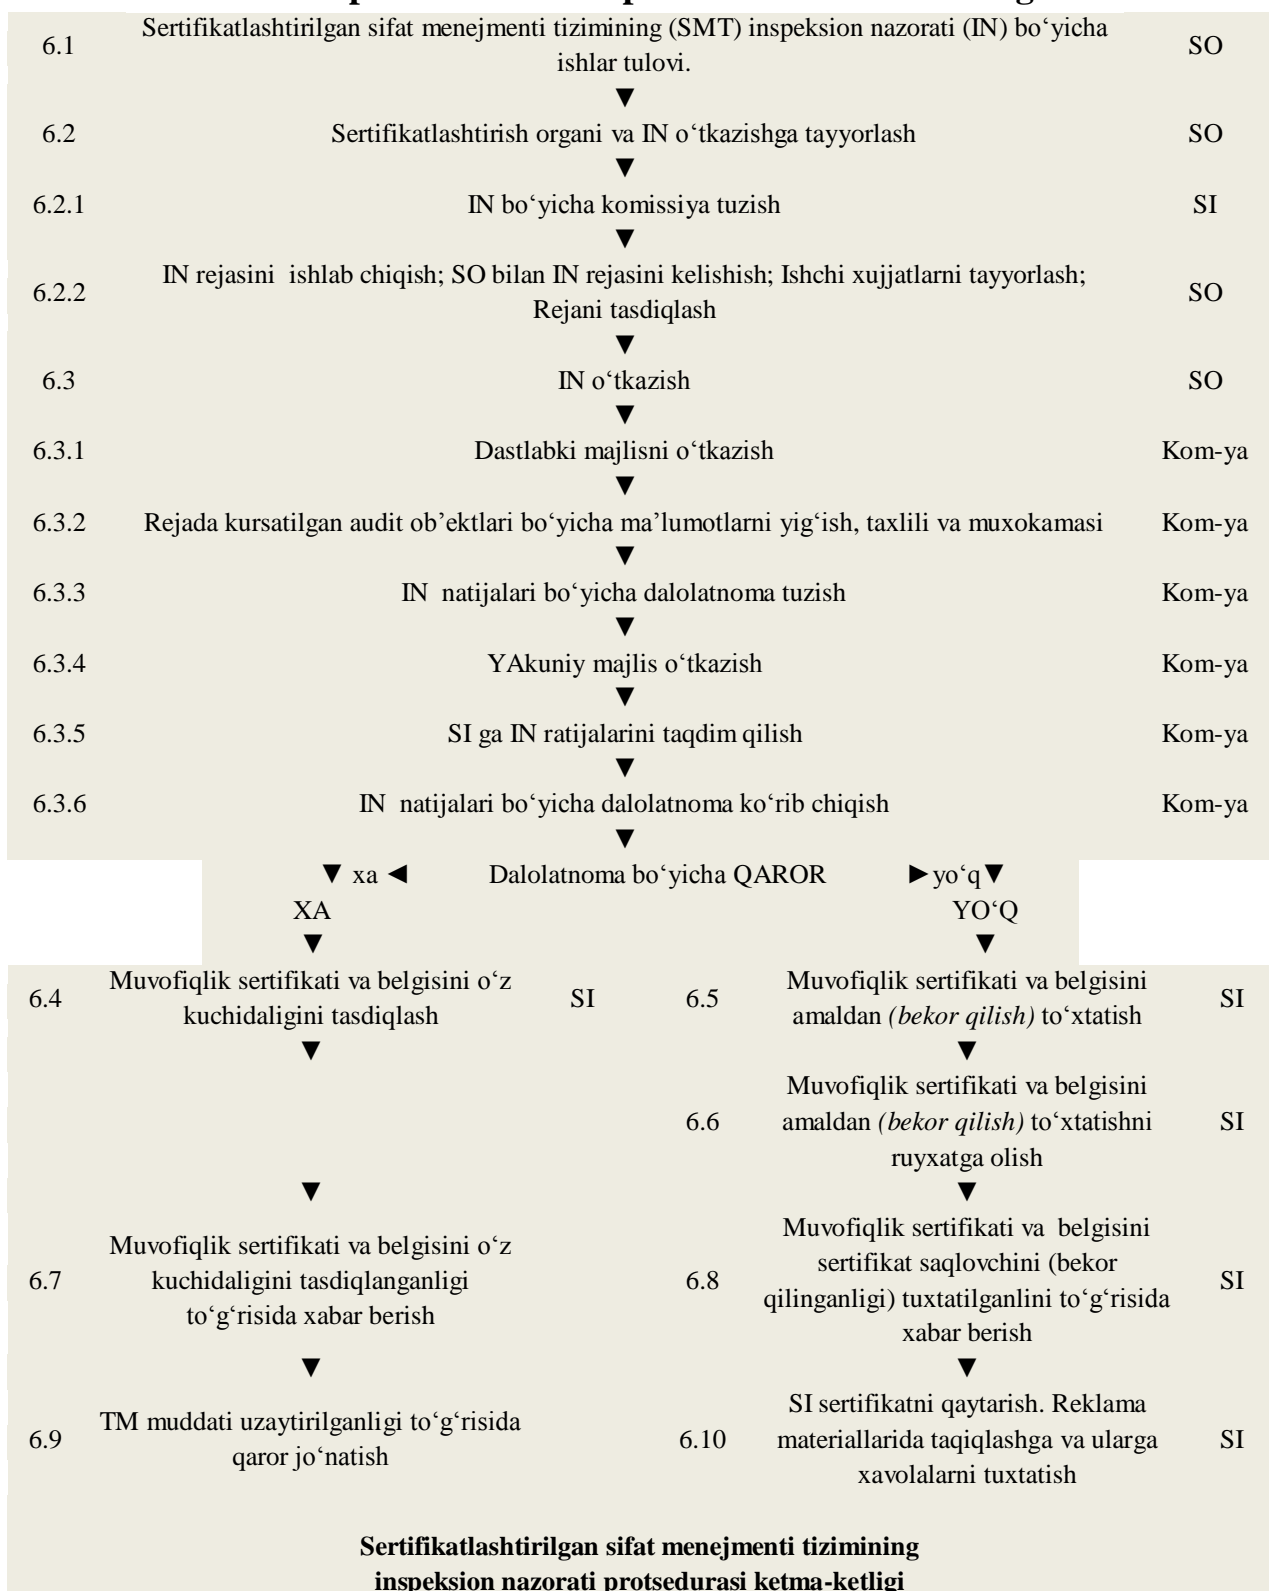 6.1 Sertifikatlashtirilgan sifat menejmenti tizimining (SMT) inspeksion nazorati (IN) bo‘yicha SO
ishlar tulovi.
▼
6.2 Sertifikatlashtirish organi va IN o‘tkazishga tayyorlash SO
▼
6.2.1 IN bo‘yicha komissiya tuzish SI
▼
6.2.2 IN rejasini ishlab chiqish; SO bilan IN rejasini kelishish; Ishchi xujjatlarni tayyorlash; SO
Rejani tasdiqlash
▼
6.3 IN o‘tkazish SO
▼
6.3.1 Dastlabki majlisni o‘tkazish Kom-ya
▼
6.3.2 Rejada kursatilgan audit ob’ektlari bo‘yicha ma’lumotlarni yig‘ish, taxlili va muxokamasi Kom-ya
▼
6.3.3 IN natijalari bo‘yicha dalolatnoma tuzish Kom-ya
▼
6.3.4 YAkuniy majlis o‘tkazish Kom-ya
▼
6.3.5 SI ga IN ratijalarini taqdim qilish Kom-ya
▼
6.3.6 IN natijalari bo‘yicha dalolatnoma ko‘rib chiqish Kom-ya
▼
▼ xa ◄ Dalolatnoma bo‘yicha QAROR ►yo‘q▼
XA YO‘Q
▼ ▼
6.4 Muvofiqlik sertifikati va belgisini o‘z SI
kuchidaligini tasdiqlash
6.5 Muvofiqlik sertifikati va belgisini SI
amaldan (bekor qilish) to‘xtatish
▼ ▼
6.6 Muvofiqlik sertifikati va belgisini SI
amaldan (bekor qilish) to‘xtatishni
ruyxatga olish
▼ ▼
6.7 Muvofiqlik sertifikati va belgisini o‘z
kuchidaligini tasdiqlanganligi
to‘g‘risida xabar berish
6.8 Muvofiqlik sertifikati va belgisini SI
sertifikat saqlovchini (bekor
qilinganligi) tuxtatilganlini to‘g‘risida
xabar berish
▼ ▼
6.9 TM muddati uzaytirilganligi to‘g‘risida
qaror jo‘natish
6.10 SI sertifikatni qaytarish. Reklama SI
materiallarida taqiqlashga va ularga
xavolalarni tuxtatish
Sertifikatlashtirilgan sifat menejmenti tizimining
inspeksion nazorati protsedurasi ketma-ketligi